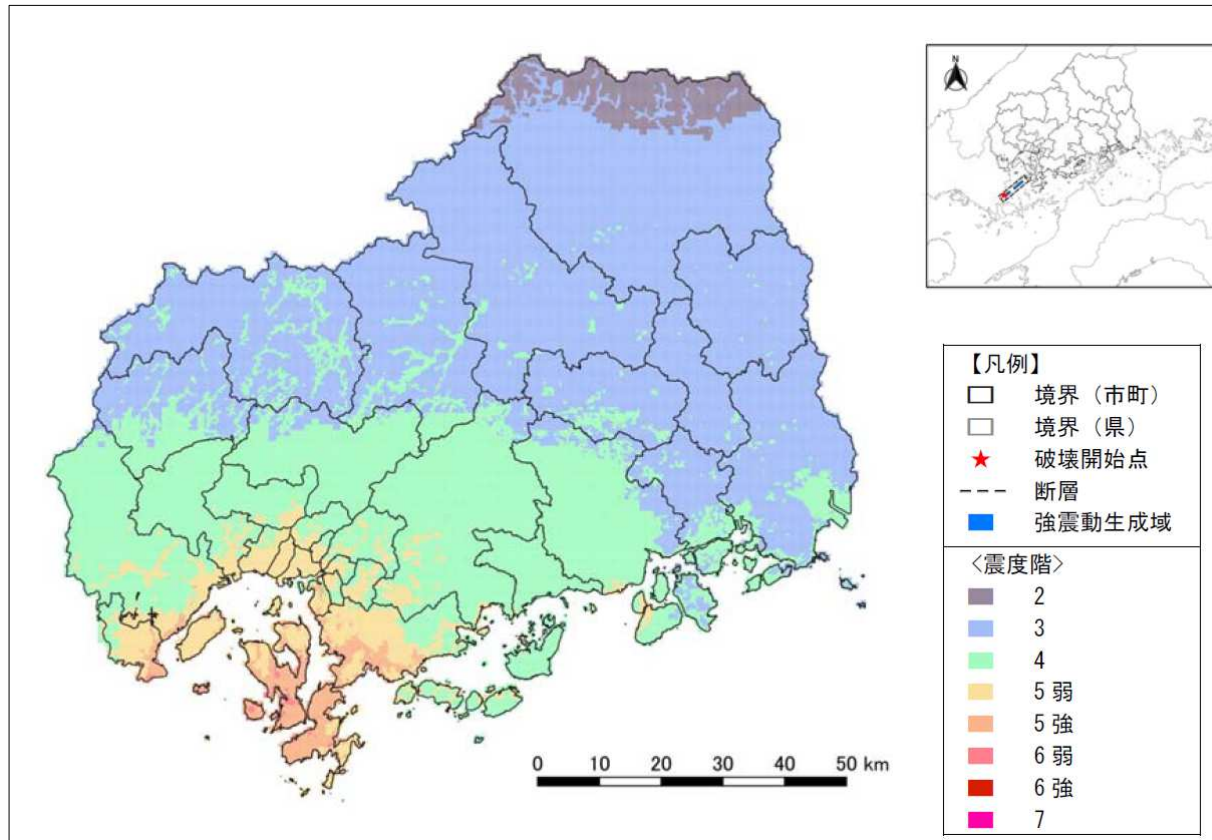 N
【凡例】
境界（市町）
境界（県）
破壊開始点
断層
強震動生成域
<震度階>
2
3
4
5 弱
5 強
6 弱
6 強
7
0 10 20 30 40 50 km